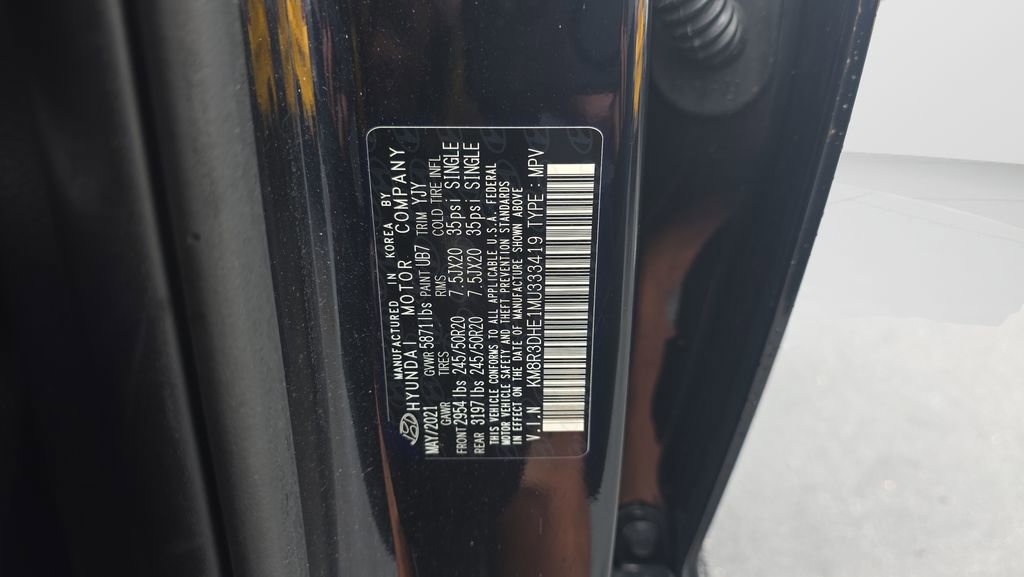 MANUFACTURED IN KOREA BY
HYUNDAI MOTOR COMPANY
MAY/2021 GVWR 5871lbs PAINT UB7 TRIM YJY
GAWR TIRES RIMS COLD TIRE INFL
FRONT 2954lbs 245/50R20 7.5JX20 35psi SINGLE
REAR 3197lbs 245/50R20 7.5JX20 35psi SINGLE
THIS VEHICLE CONFORMS TO ALL APPLICABLE U.S.A. FEDERAL
MOTOR VEHICLE SAFETY AND THEFT PREVENTION STANDARDS
IN EFFECT ON THE DATE OF MANUFACTURE SHOWN ABOVE
V.I.N KM8R3DHE1MU333419 TYPE : MPV